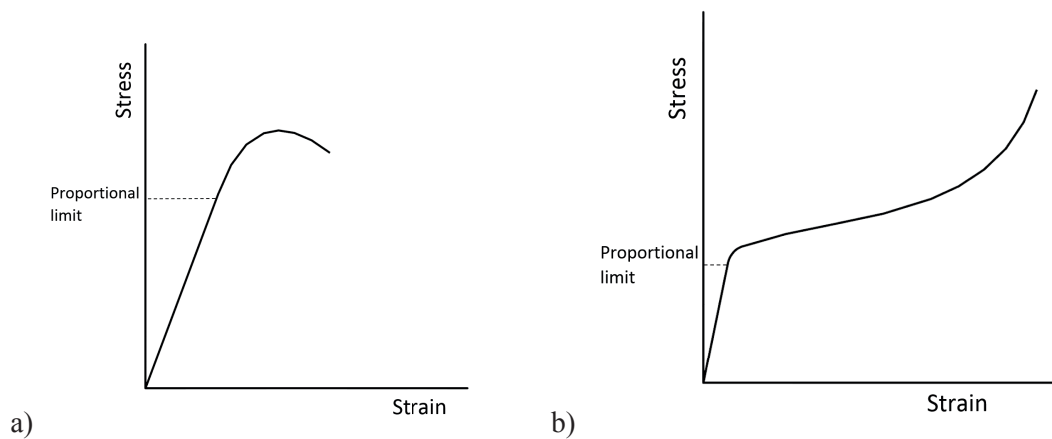 Stress
Proportional
limit
Strain
a)
Stress
Proportional
limit
Strain
b)